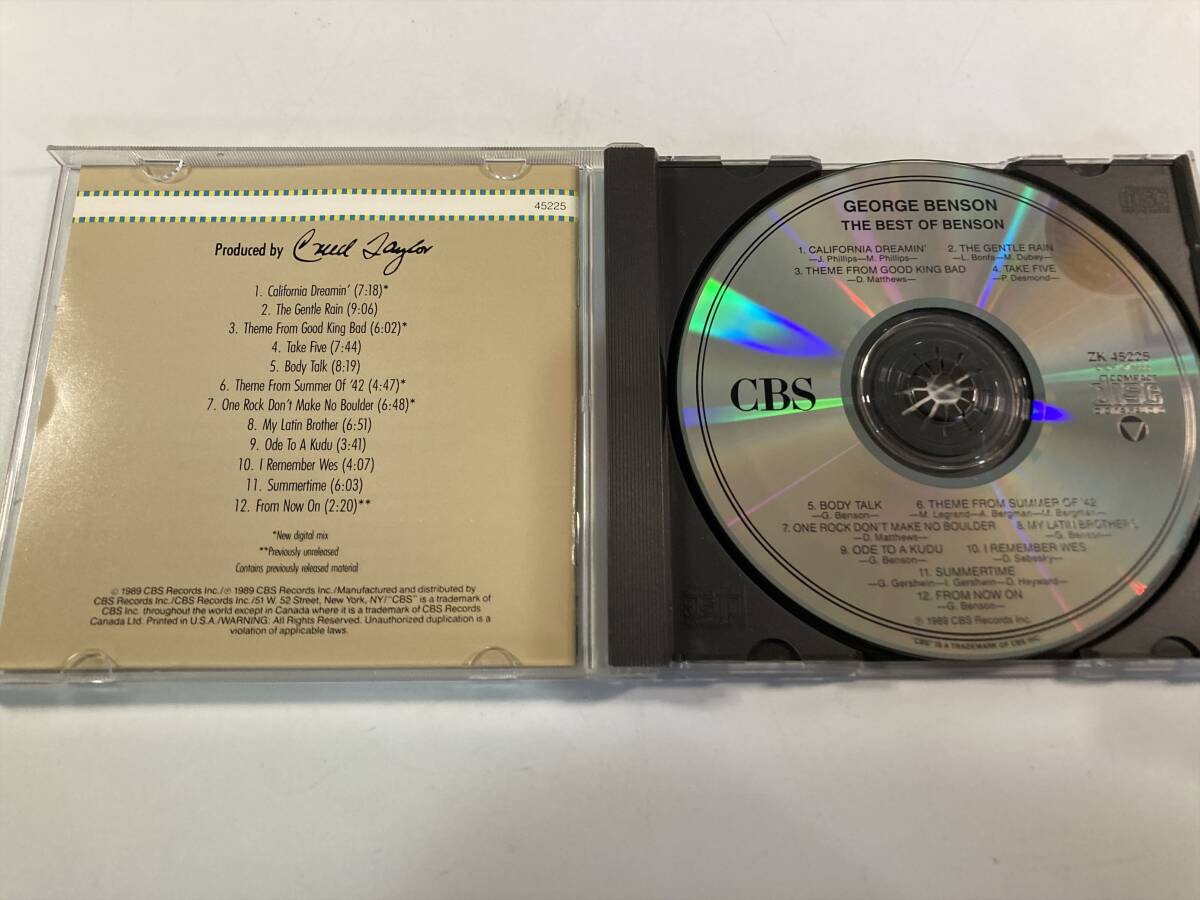 45225
Produced by Creed Taylor
1. California Dreamin' (7:18)*
2. The Gentle Rain (9:06)
3. Theme From Good King Bad (6:02)*
4. Take Five (7:44)
5. Body Talk (8:19)
6. Theme From Summer Of '42 (4:47)*
7. One Rock Don't Make No Boulder (6:48)*
8. My Latin Brother (6:51)
9. Ode To A Kudu (3:41)
10. I Remember Wes (4:07)
11. Summertime (6:03)
12. From Now On (2:20)**
*New digital mix
**Previously unreleased
Contains previously released material
© 1989 CBS Records Inc./℗ 1989 CBS Records Inc./Manufactured and distributed by
CBS Records Inc./CBS Records Inc./51 W. 52 Street, New York, NY/"CBS" is a trademark of
CBS Inc. throughout the world except in Canada where it is a trademark of CBS Records
Canada Ltd. Printed in U.S.A./WARNING: All Rights Reserved. Unauthorized duplication is a
violation of applicable laws.
GEORGE BENSON
THE BEST OF BENSON
1. CALIFORNIA DREAMIN' 2. THE GENTLE RAIN
—J. Phillips—M. Phillips— —L. Bonfa—M. Dubey—
3. THEME FROM GOOD KING BAD 4. TAKE FIVE
—D. Matthews— —P. Desmond—
CBS
ZK 45225
COMPACT
disc
5. BODY TALK 6. THEME FROM SUMMER OF '42
—G. Benson— —M. Legrand—A. Bergman—M. Bergman—
7. ONE ROCK DON'T MAKE NO BOULDER 8. MY LATIN BROTHERS
—D. Matthews— —G. Benson—
9. ODE TO A KUDU 10. I REMEMBER WES
—G. Benson— —D. Sebesky—
11. SUMMERTIME
—G. Gershwin—I. Gershwin—D. Heyward—
12. FROM NOW ON
—G. Benson—
℗ 1989 CBS Records Inc.
"CBS" IS A TRADEMARK OF CBS INC.